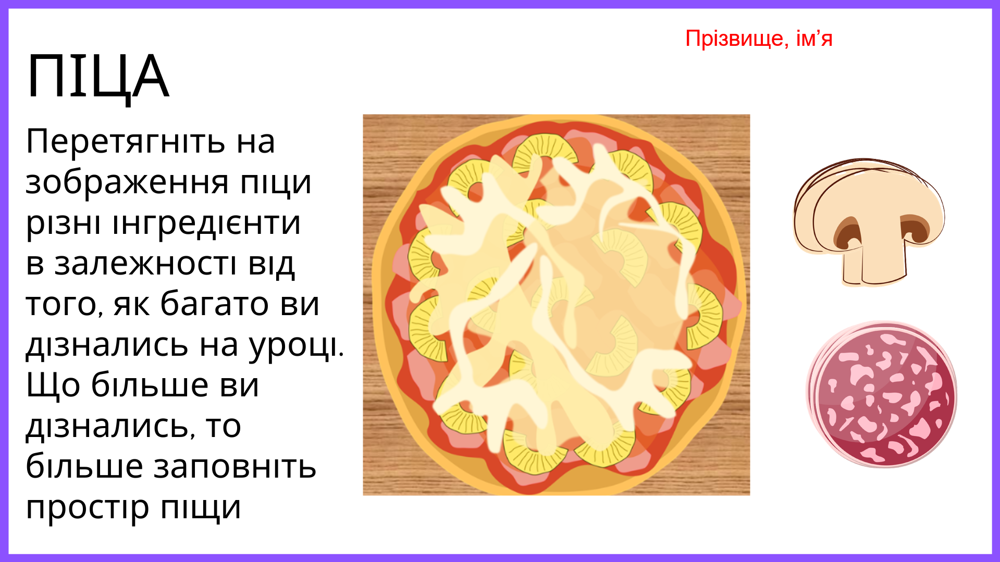 Прізвище, ім’я
ПІЦА
Перетягніть на
зображення піци
різні інгредієнти
в залежності від
того, як багато ви
дізнались на уроці.
Що більше ви
дізнались, то
більше заповніть
простір піщи